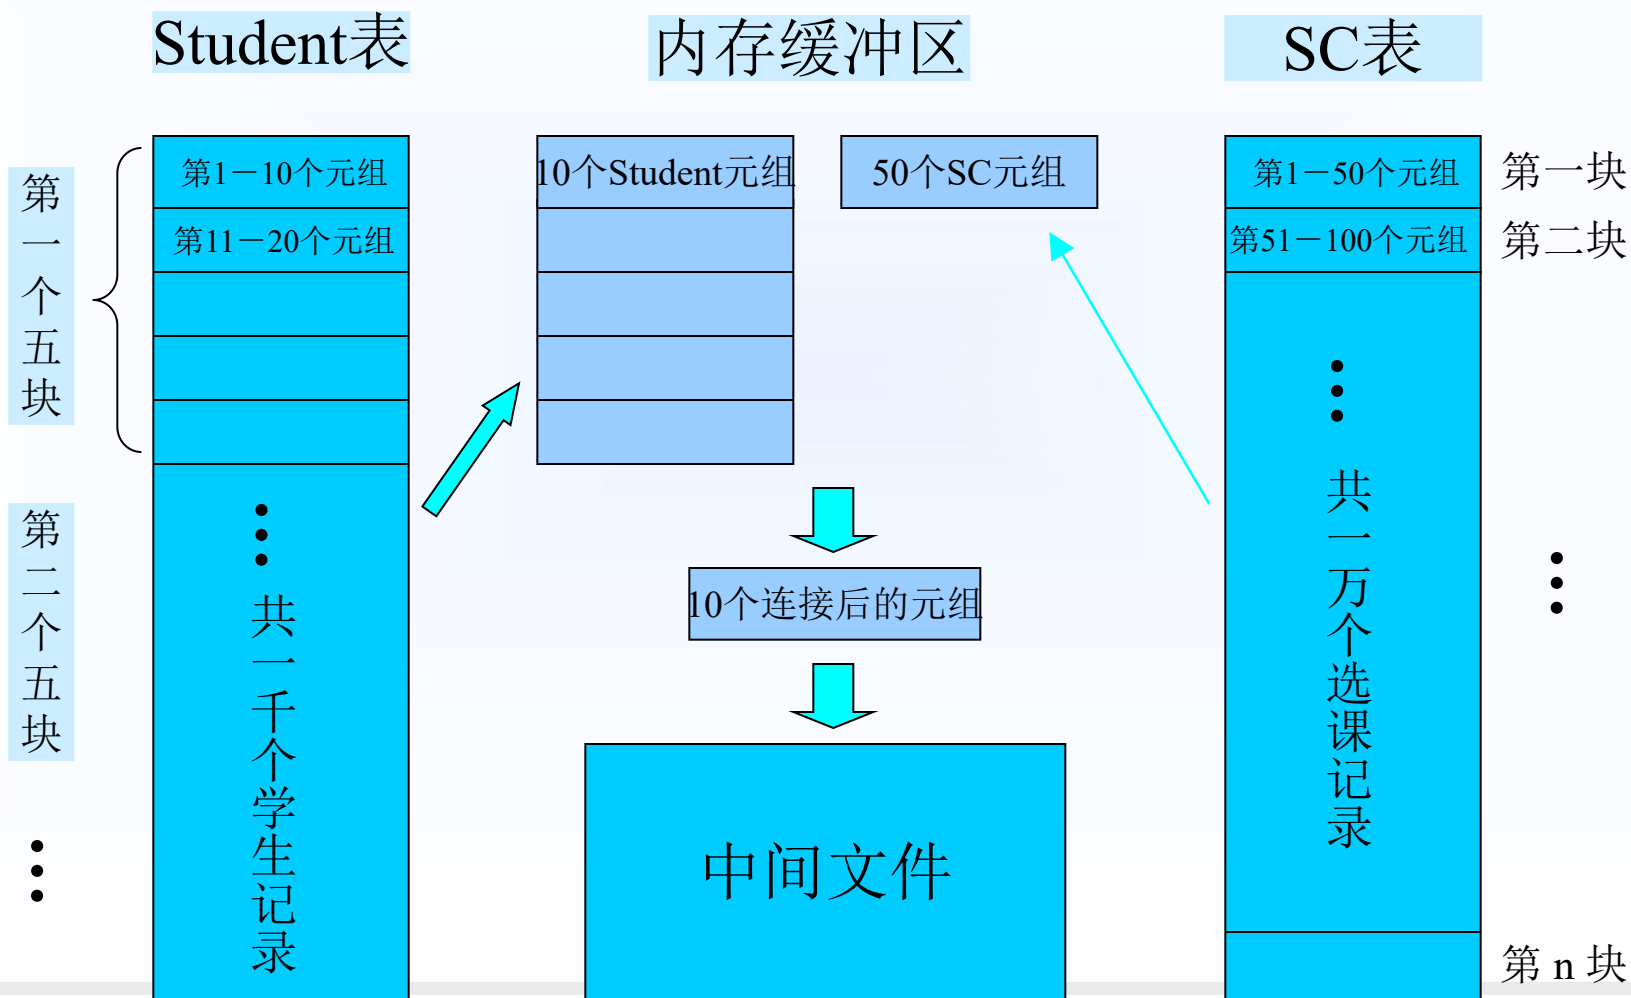 Student表
内存缓冲区
SC表
第一个五块
第1－10个元组
第11－20个元组
10个Student元组
50个SC元组
第1－50个元组
第一块
第51－100个元组
第二块
第二个五块
共一千个学生记录
10个连接后的元组
中间文件
共一万个选课记录
第 n 块